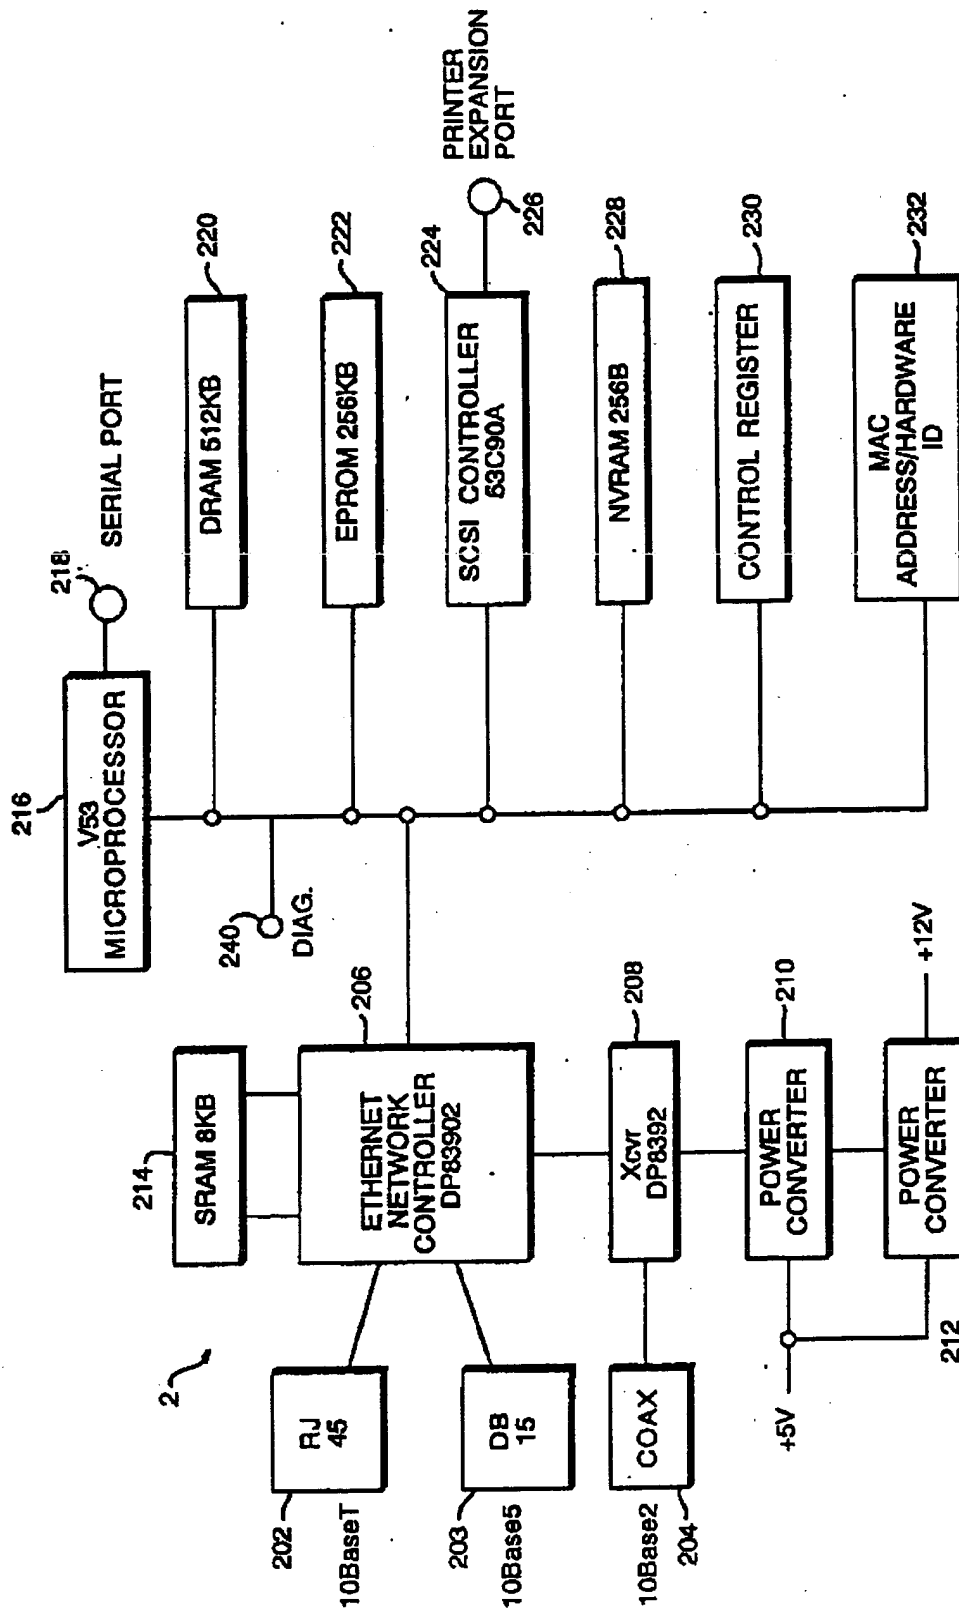 2
202
RJ
45
10BaseT
203
DB
15
10Base5
204
COAX
10Base2
214
SRAM 8KB
206
ETHERNET
NETWORK
CONTROLLER
DP83902
208
Xcvr
DP8392
210
POWER
CONVERTER
212
POWER
CONVERTER
+5V
+12V
216
V53
MICROPROCESSOR
218
SERIAL PORT
240
DIAG.
220
DRAM 512KB
222
EPROM 256KB
224
SCSI CONTROLLER
53C90A
226
PRINTER
EXPANSION
PORT
228
NVRAM 256B
230
CONTROL REGISTER
232
MAC
ADDRESS/HARDWARE
ID